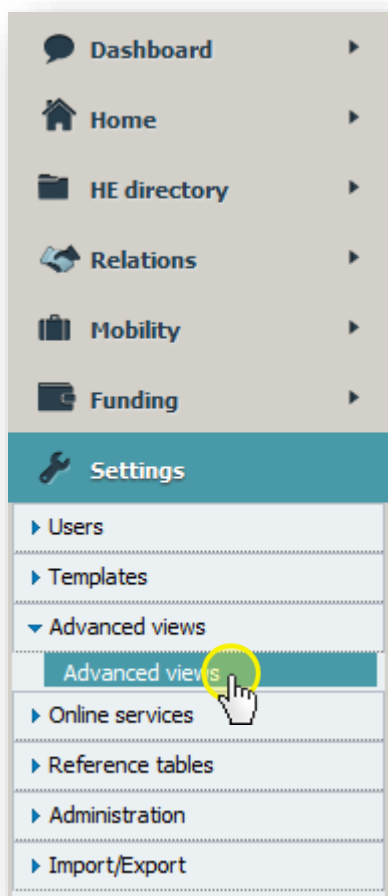 Dashboard
Home
HE directory
Relations
Mobility
Funding
Settings
Users
Templates
Advanced views
Advanced views
Online services
Reference tables
Administration
Import/Export